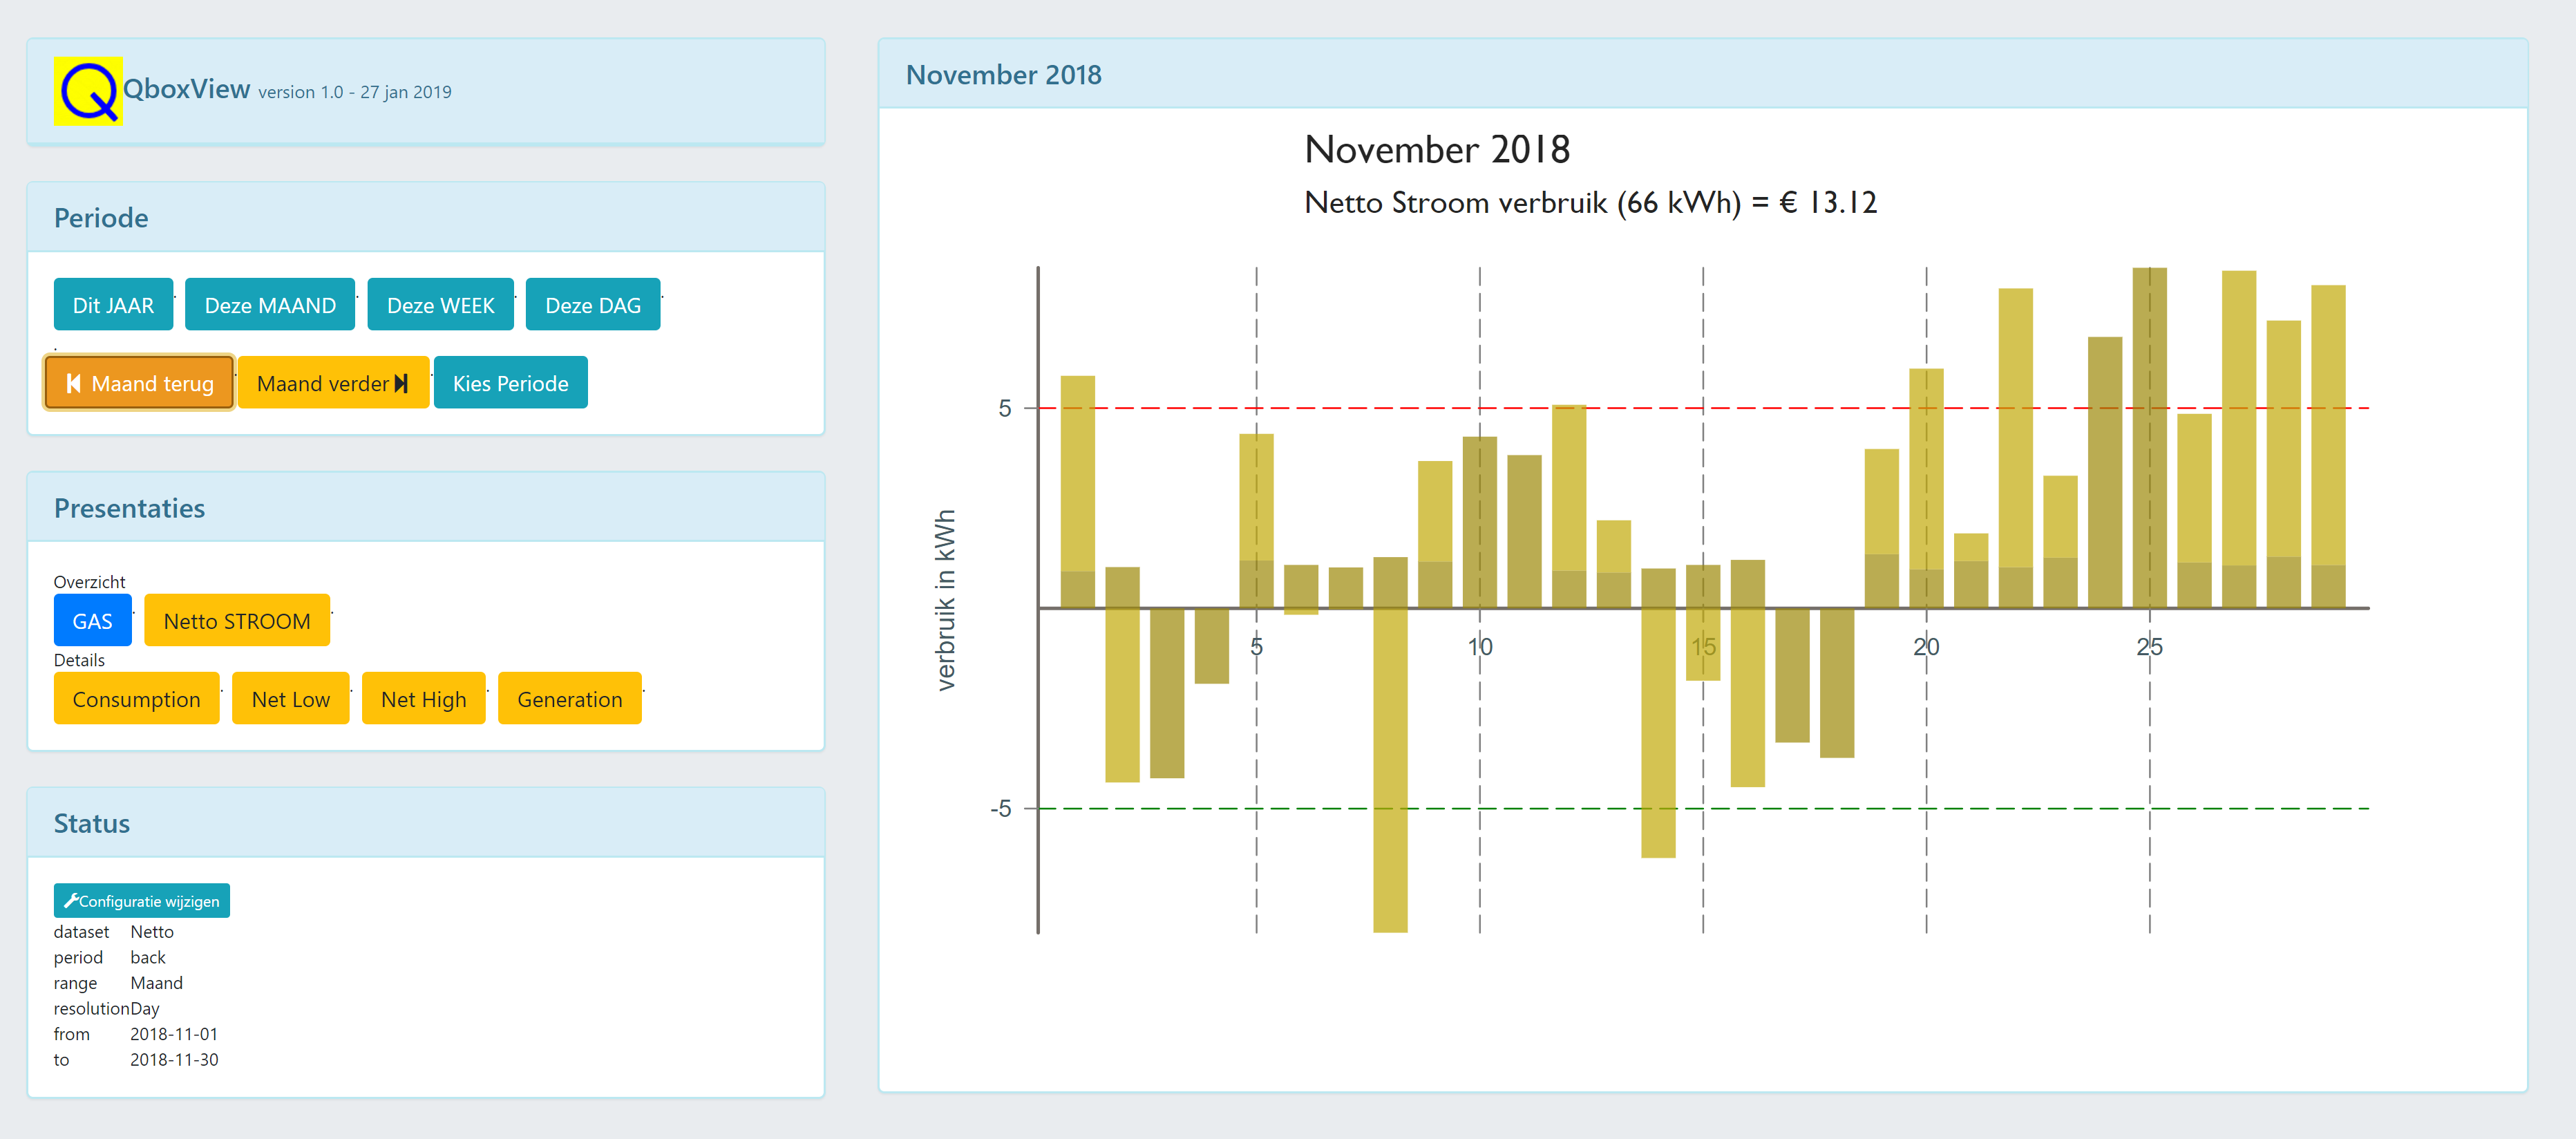 QboxView version 1.0 - 27 jan 2019
Periode
Dit JAAR . Deze MAAND . Deze WEEK . Deze DAG .
.
Maand terug . Maand verder . Kies Periode
Presentaties
Overzicht
GAS . Netto STROOM .
Details
Consumption . Net Low . Net High . Generation .
Status
Configuratie wijzigen
dataset Netto
period back
range Maand
resolution Day
from 2018-11-01
to 2018-11-30
November 2018
November 2018
Netto Stroom verbruik (66 kWh) = € 13.12
verbruik in kWh
5
-5
5 10 15 20 25